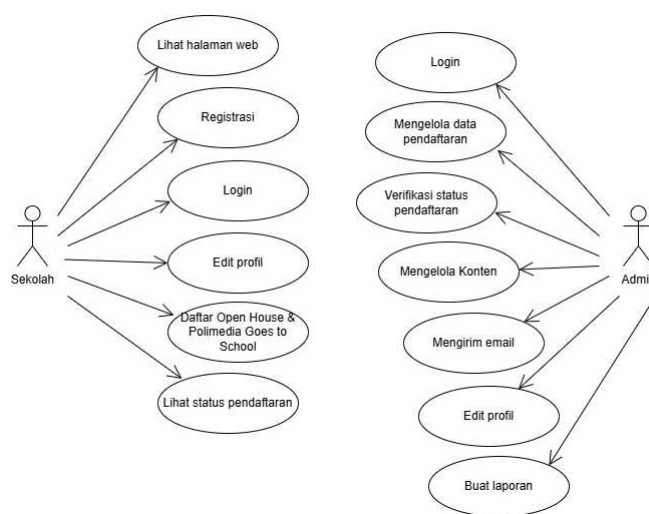 Lihat halaman web
Registrasi
Login
Edit profil
Daftar Open House &
Polimedia Goes to
School
Lihat status pendaftaran
Sekolah
Login
Mengelola data
pendaftaran
Verifikasi status
pendaftaran
Mengelola Konten
Mengirim email
Edit profil
Buat laporan
Admi